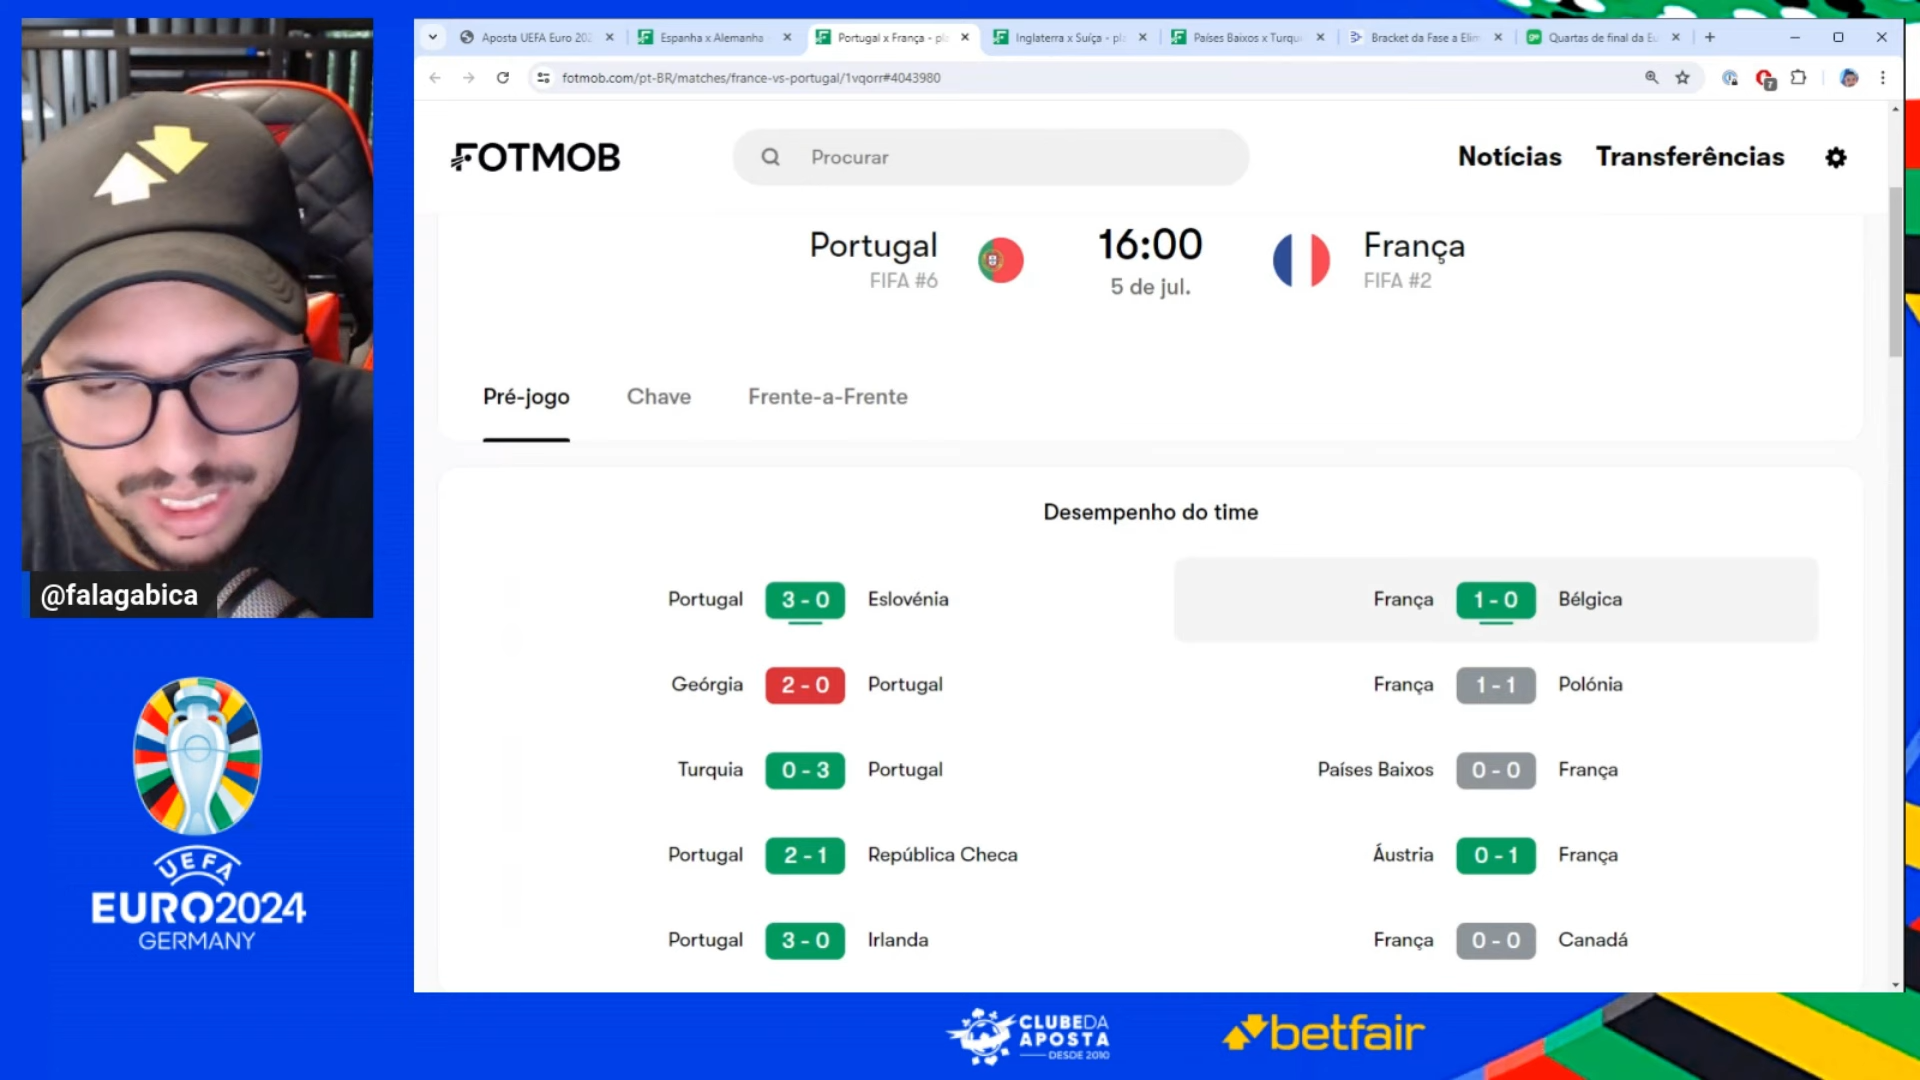 Aposta UEFA Euro 202
Espanha x Alemanha
Portugal x França - pl
Inglaterra x Suíça - pl
Países Baixos x Turqu
Bracket da Fase a Elim
Quartas de final da Eu
fotmob.com/pt-BR/matches/france-vs-portugal/1vqorr#4043980
7
FOTMOB
Procurar
Notícias
Transferências
Portugal
FIFA #6
16:00
5 de jul.
França
FIFA #2
Pré-jogo
Chave
Frente-a-Frente
Desempenho do time
Portugal 3 - 0 Eslovénia
França 1 - 0 Bélgica
Geórgia 2 - 0 Portugal
França 1 - 1 Polónia
Turquia 0 - 3 Portugal
Países Baixos 0 - 0 França
Portugal 2 - 1 República Checa
Áustria 0 - 1 França
Portugal 3 - 0 Irlanda
França 0 - 0 Canadá
@falagabica
UEFA
EURO2024
GERMANY
CLUBEDA
APOSTA
DESDE 2010
betfair